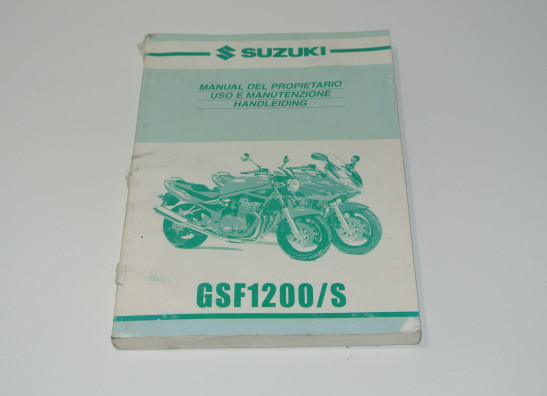 SUZUKI
MANUAL DEL PROPIETARIO
USO E MANUTENZIONE
HANDLEIDING
GSF1200/S